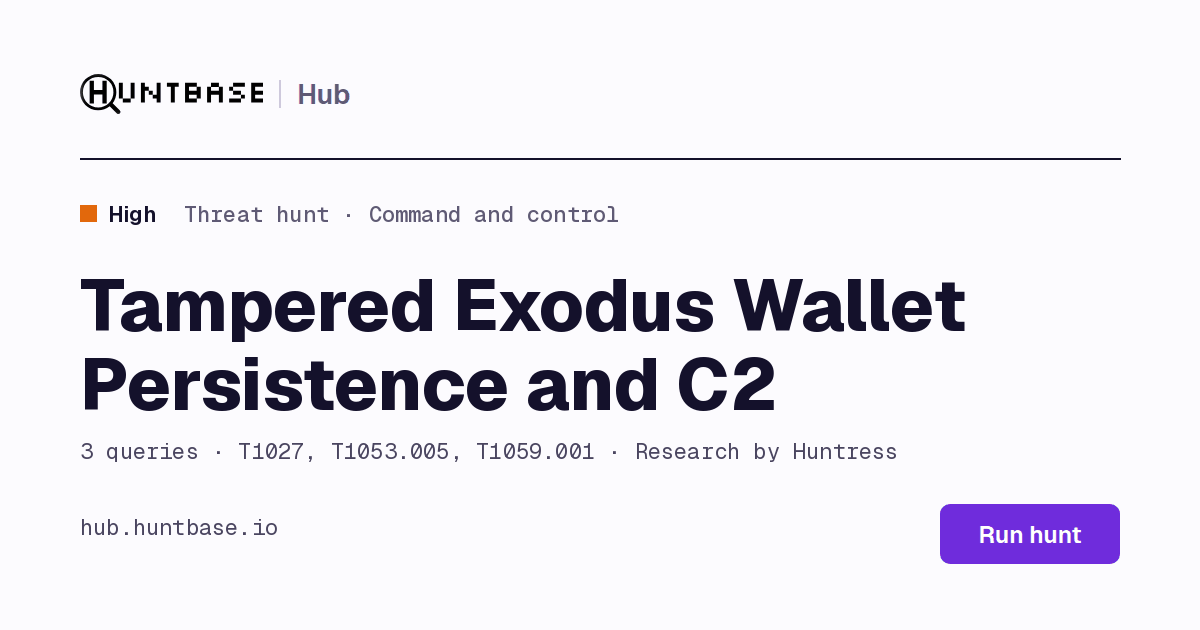 HUNTBASE Hub
High Threat hunt · Command and control
Tampered Exodus Wallet
Persistence and C2
3 queries · T1027, T1053.005, T1059.001 · Research by Huntress
hub.huntbase.io
Run hunt